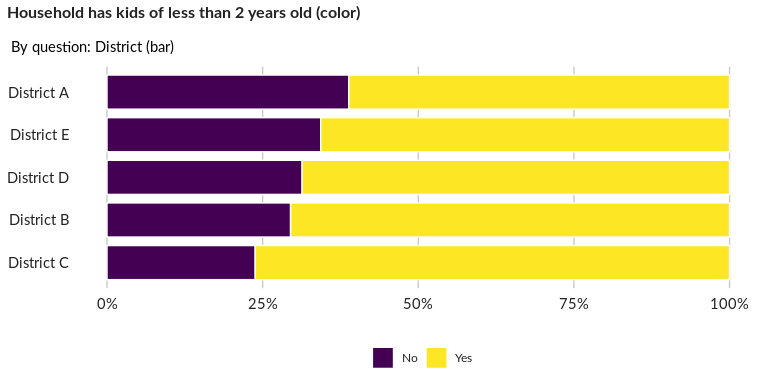 Household has kids of less than 2 years old (color)
By question: District (bar)
District A
District E
District D
District B
District C
0% 25% 50% 75% 100%
No Yes